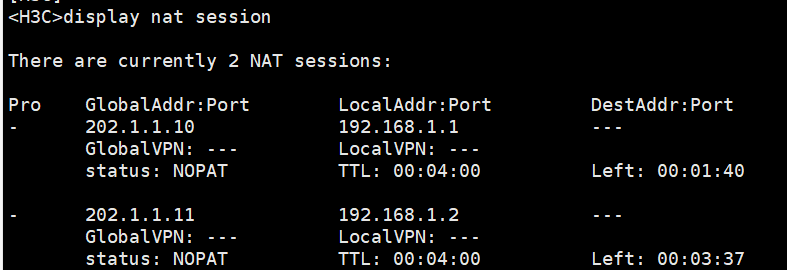 <H3C>display nat session
There are currently 2 NAT sessions:
Pro GlobalAddr:Port LocalAddr:Port DestAddr:Port
- 202.1.1.10 192.168.1.1 ---
GlobalVPN: --- LocalVPN: ---
status: NOPAT TTL: 00:04:00 Left: 00:01:40
- 202.1.1.11 192.168.1.2 ---
GlobalVPN: --- LocalVPN: ---
status: NOPAT TTL: 00:04:00 Left: 00:03:37